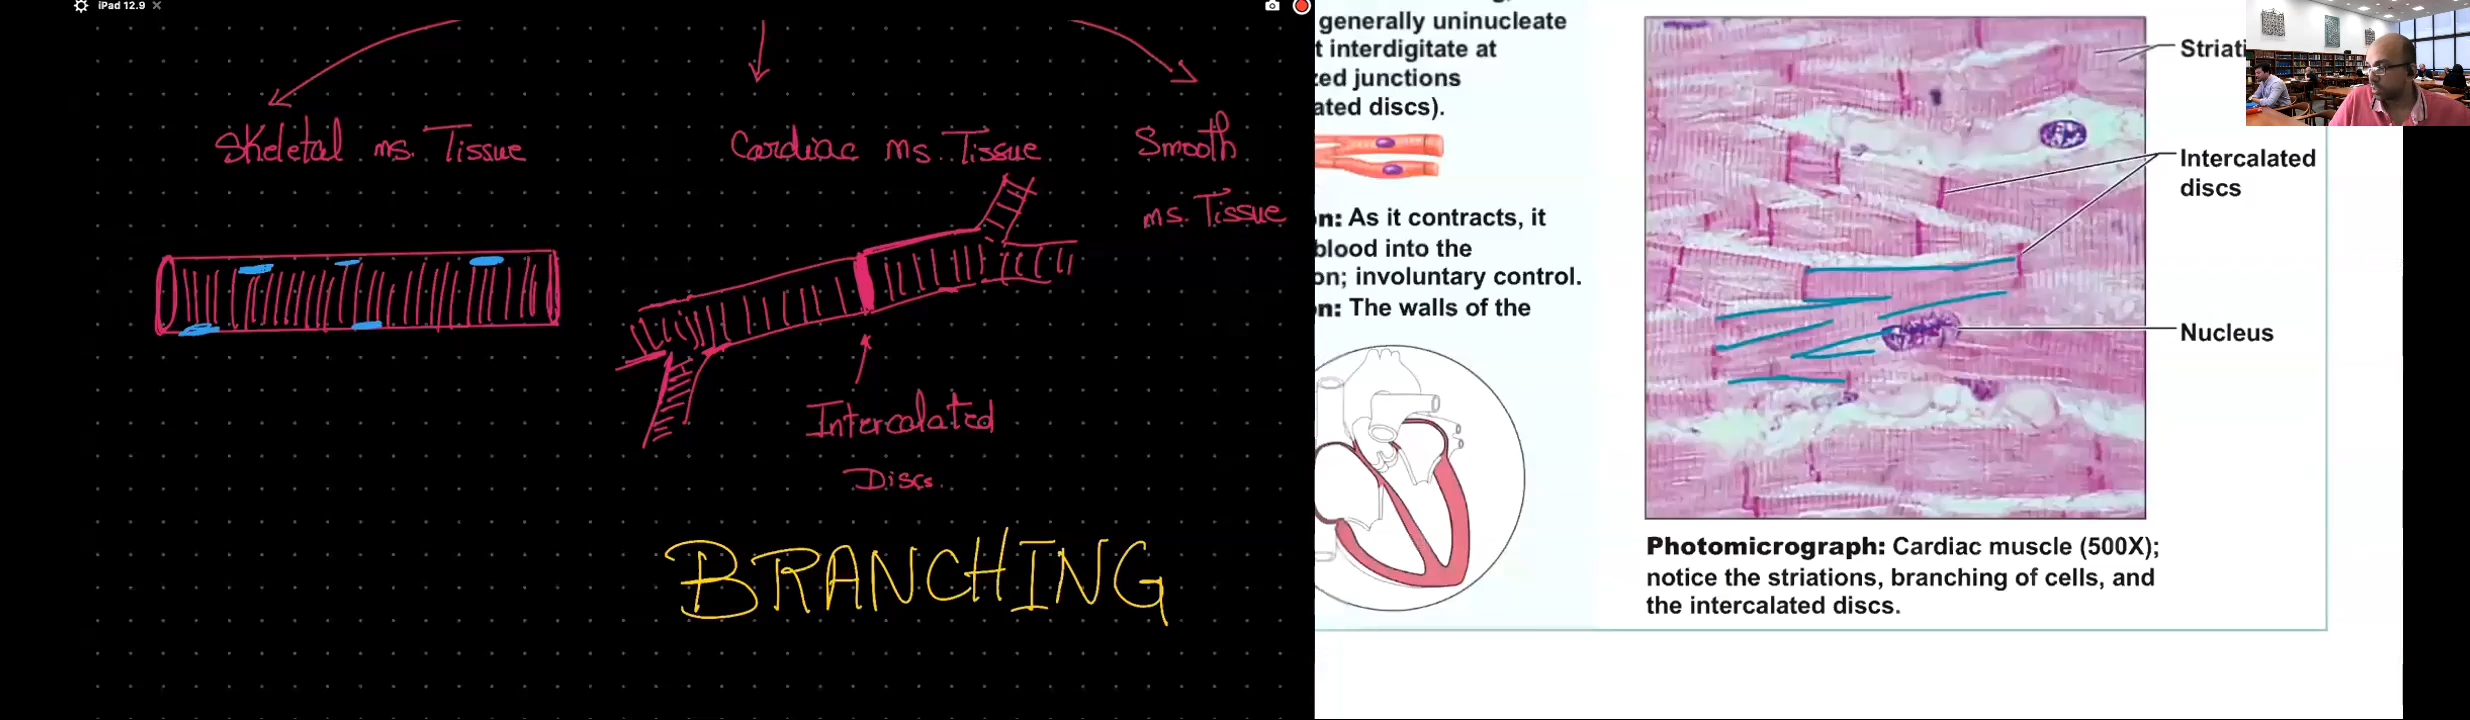 iPad 12.9
Skeletal ms. Tissue
Cardiac ms. Tissue
Smooth
ms. Tissue
Intercalated
Discs.
BRANCHING
generally uninucleate
t interdigitate at
zed junctions
ated discs).
n: As it contracts, it
blood into the
on; involuntary control.
n: The walls of the
Striati
Intercalated
discs
Nucleus
Photomicrograph: Cardiac muscle (500X);
notice the striations, branching of cells, and
the intercalated discs.